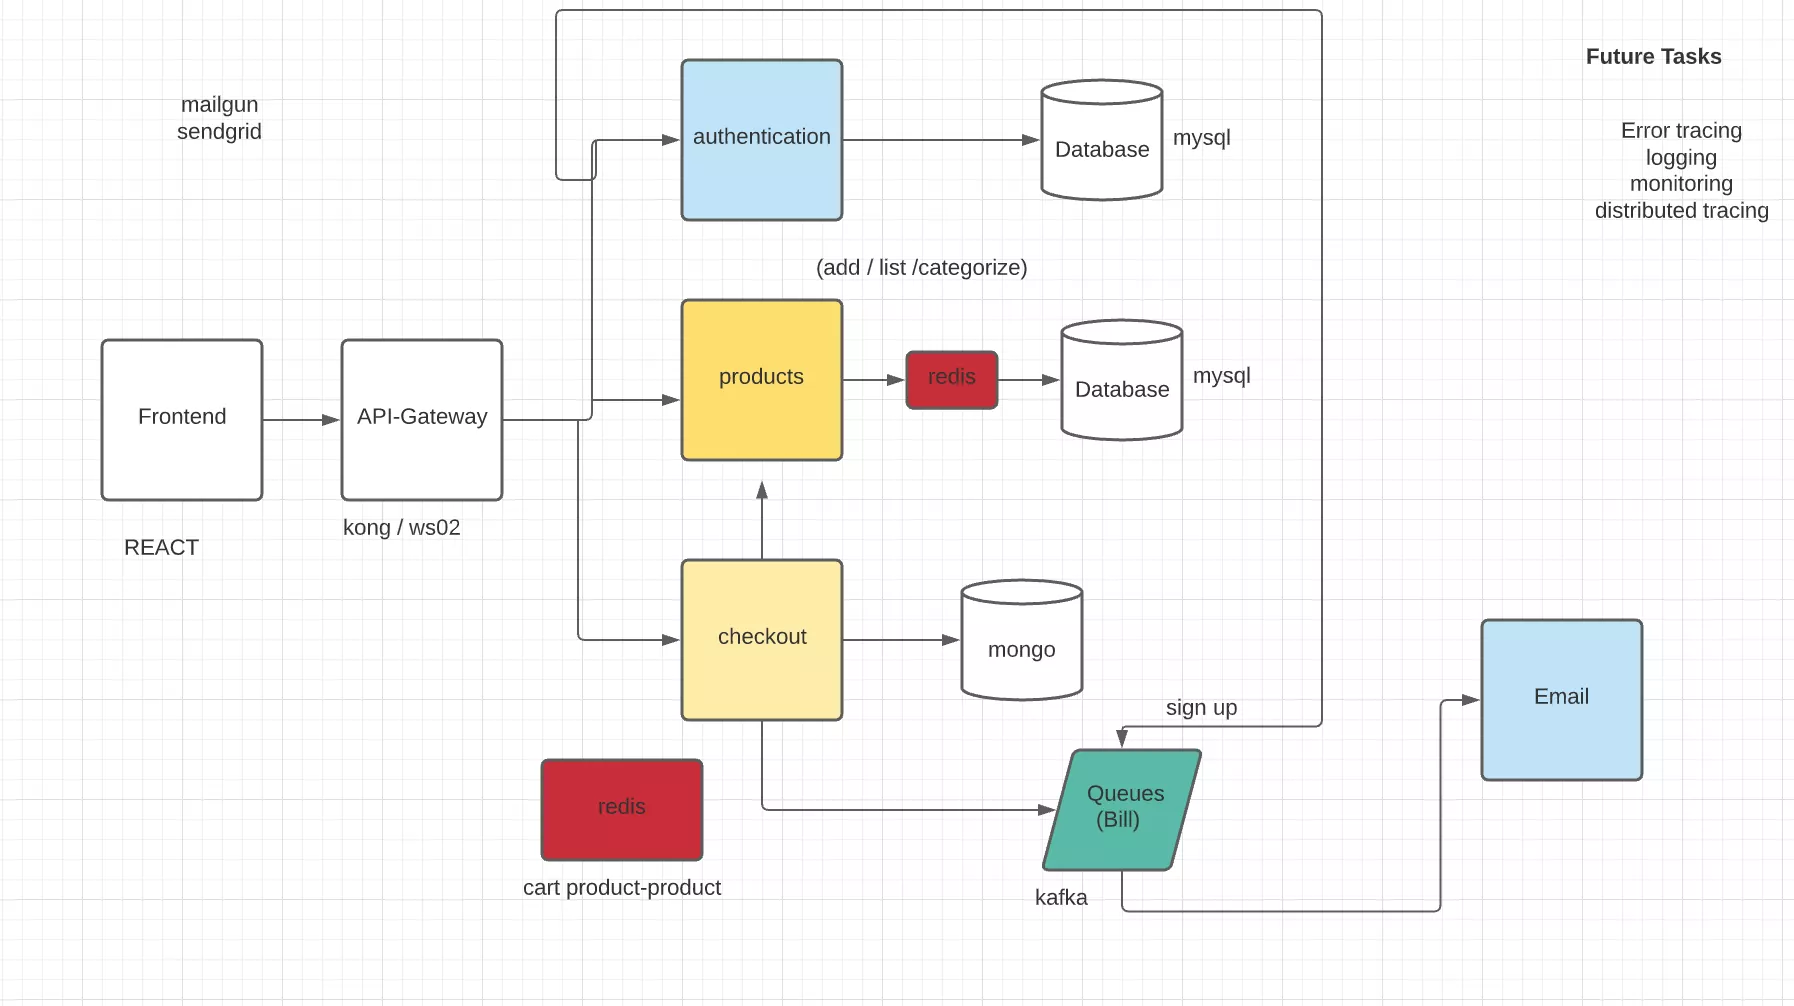 Future Tasks
mailgun
sendgrid
authentication
Database
mysql
Error tracing
logging
monitoring
distributed tracing
(add / list /categorize)
products
redis
Database
mysql
Frontend
API-Gateway
kong / ws02
REACT
checkout
mongo
sign up
Email
redis
Queues
(Bill)
cart product-product
kafka